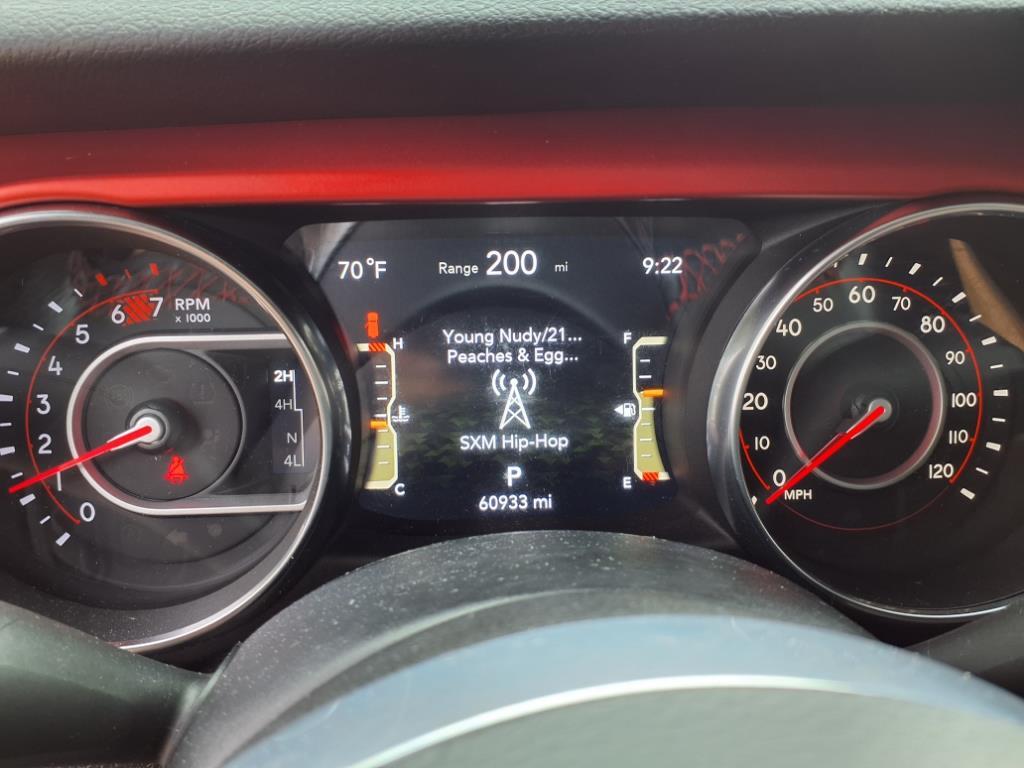 70°F
Range 200 mi
9:22
Young Nudy/21...
Peaches & Egg...
SXM Hip-Hop
P
60933 mi
H
C
F
E
7
6
5
4
3
2
1
0
RPM
x 1000
2H
4H
N
4L
0
10
20
30
40
50
60
70
80
90
100
110
120
MPH